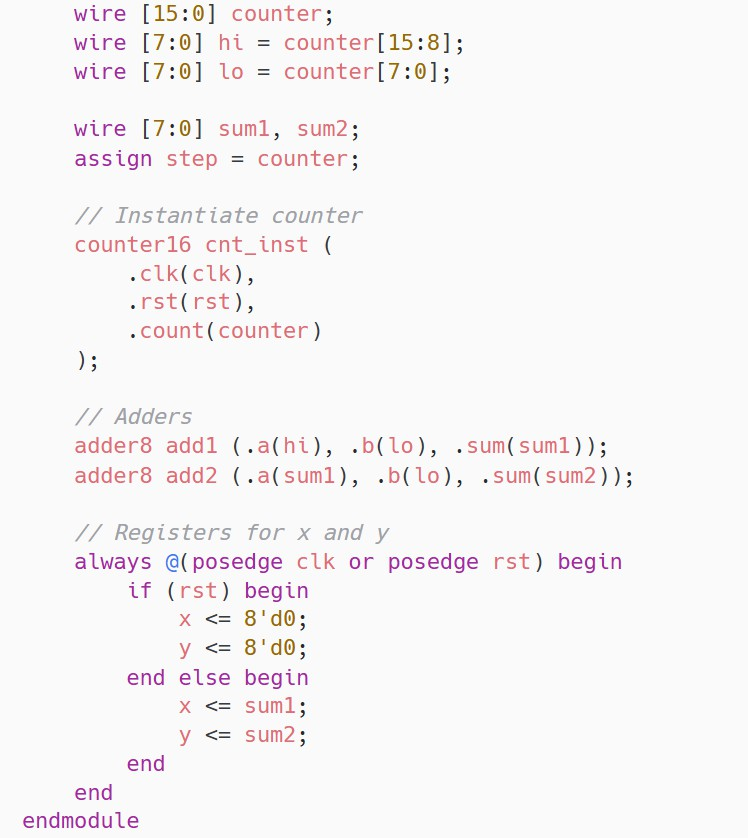 wire [15:0] counter;
wire [7:0] hi = counter[15:8];
wire [7:0] lo = counter[7:0];
wire [7:0] sum1, sum2;
assign step = counter;
// Instantiate counter
counter16 cnt_inst (
.clk(clk),
.rst(rst),
.count(counter)
);
// Adders
adder8 add1 (.a(hi), .b(lo), .sum(sum1));
adder8 add2 (.a(sum1), .b(lo), .sum(sum2));
// Registers for x and y
always @(posedge clk or posedge rst) begin
if (rst) begin
x <= 8'd0;
y <= 8'd0;
end else begin
x <= sum1;
y <= sum2;
end
end
endmodule